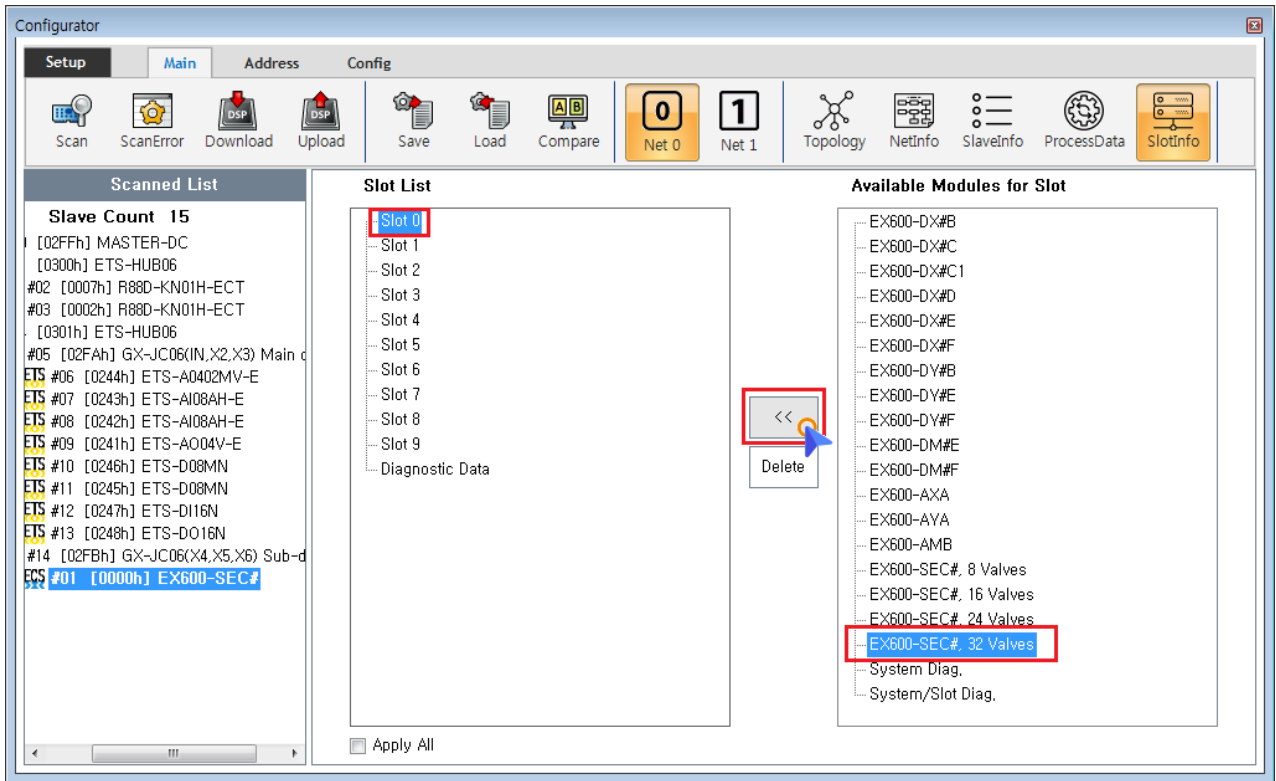 Configurator
Setup Main Address Config
Scan ScanError Download Upload Save Load Compare Net 0 Net 1 Topology NetInfo SlaveInfo ProcessData SlotInfo
DSP DSP A B 0 1
Scanned List
Slave Count 15
[02FFh] MASTER-DC
[0300h] ETS-HUB06
#02 [0007h] R88D-KN01H-ECT
#03 [0002h] R88D-KN01H-ECT
[0301h] ETS-HUB06
#05 [02FAh] GX-JC06(IN,X2,X3) Main
ETS #06 [0244h] ETS-A0402MV-E
ETS #07 [0243h] ETS-AI08AH-E
ETS #08 [0242h] ETS-AI08AH-E
ETS #09 [0241h] ETS-AO04V-E
ETS #10 [0246h] ETS-D08MN
ETS #11 [0245h] ETS-D08MN
ETS #12 [0247h] ETS-DI16N
ETS #13 [0248h] ETS-DO16N
#14 [02FBh] GX-JC06(X4,X5,X6) Sub-d
#01 [0000h] EX600-SEC#
Slot List
Slot 0
Slot 1
Slot 2
Slot 3
Slot 4
Slot 5
Slot 6
Slot 7
Slot 8
Slot 9
Diagnostic Data
Apply All
<<
Delete
Available Modules for Slot
EX600-DX#B
EX600-DX#C
EX600-DX#C1
EX600-DX#D
EX600-DX#E
EX600-DX#F
EX600-DY#B
EX600-DY#E
EX600-DY#F
EX600-DM#E
EX600-DM#F
EX600-AXA
EX600-AYA
EX600-AMB
EX600-SEC#, 8 Valves
EX600-SEC#, 16 Valves
EX600-SEC#, 24 Valves
EX600-SEC#, 32 Valves
System Diag,
System/Slot Diag,